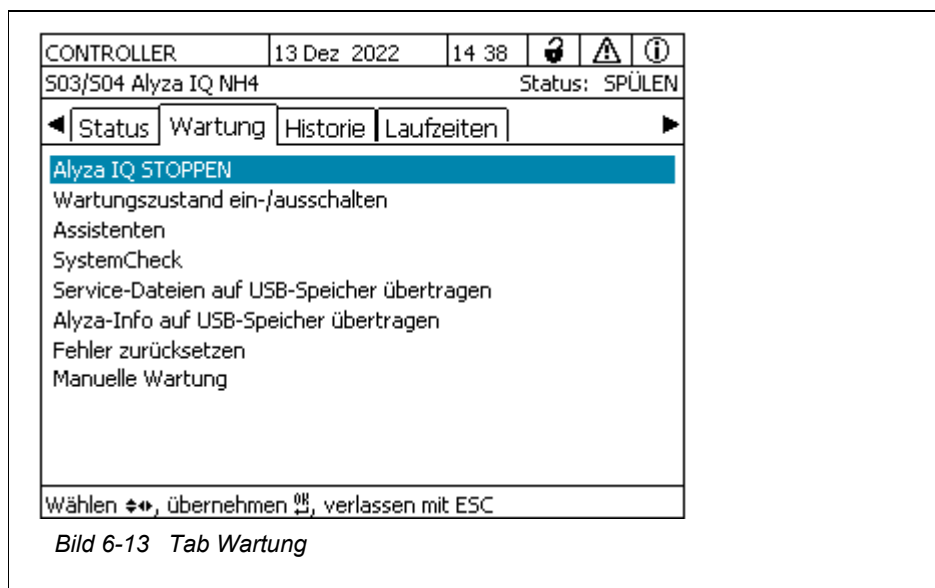 CONTROLLER 13 Dez 2022 14 38
S03/S04 Alyza IQ NH4 Status: SPÜLEN
Status Wartung Historie Laufzeiten
Alyza IQ STOPPEN
Wartungszustand ein-/ausschalten
Assistenten
SystemCheck
Service-Dateien auf USB-Speicher übertragen
Alyza-Info auf USB-Speicher übertragen
Fehler zurücksetzen
Manuelle Wartung
Wählen, übernehmen OK, verlassen mit ESC
Bild 6-13 Tab Wartung